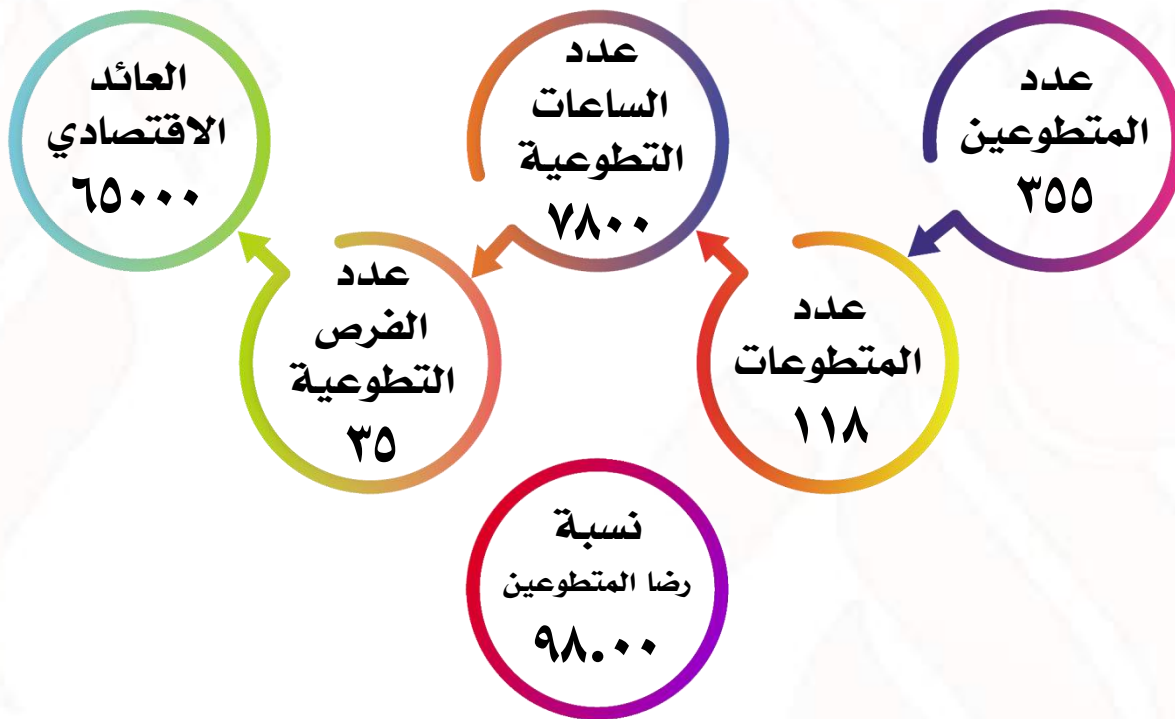 عدد
المتطوعين
٣٥٥
عدد
المتطوعات
١١٨
عدد
الساعات
التطوعية
٧٨٠٠
عدد
الفرص
التطوعية
٣٥
العائد
الاقتصادي
٦٥٠٠٠
نسبة
رضا المتطوعين
٩٨.٠٠